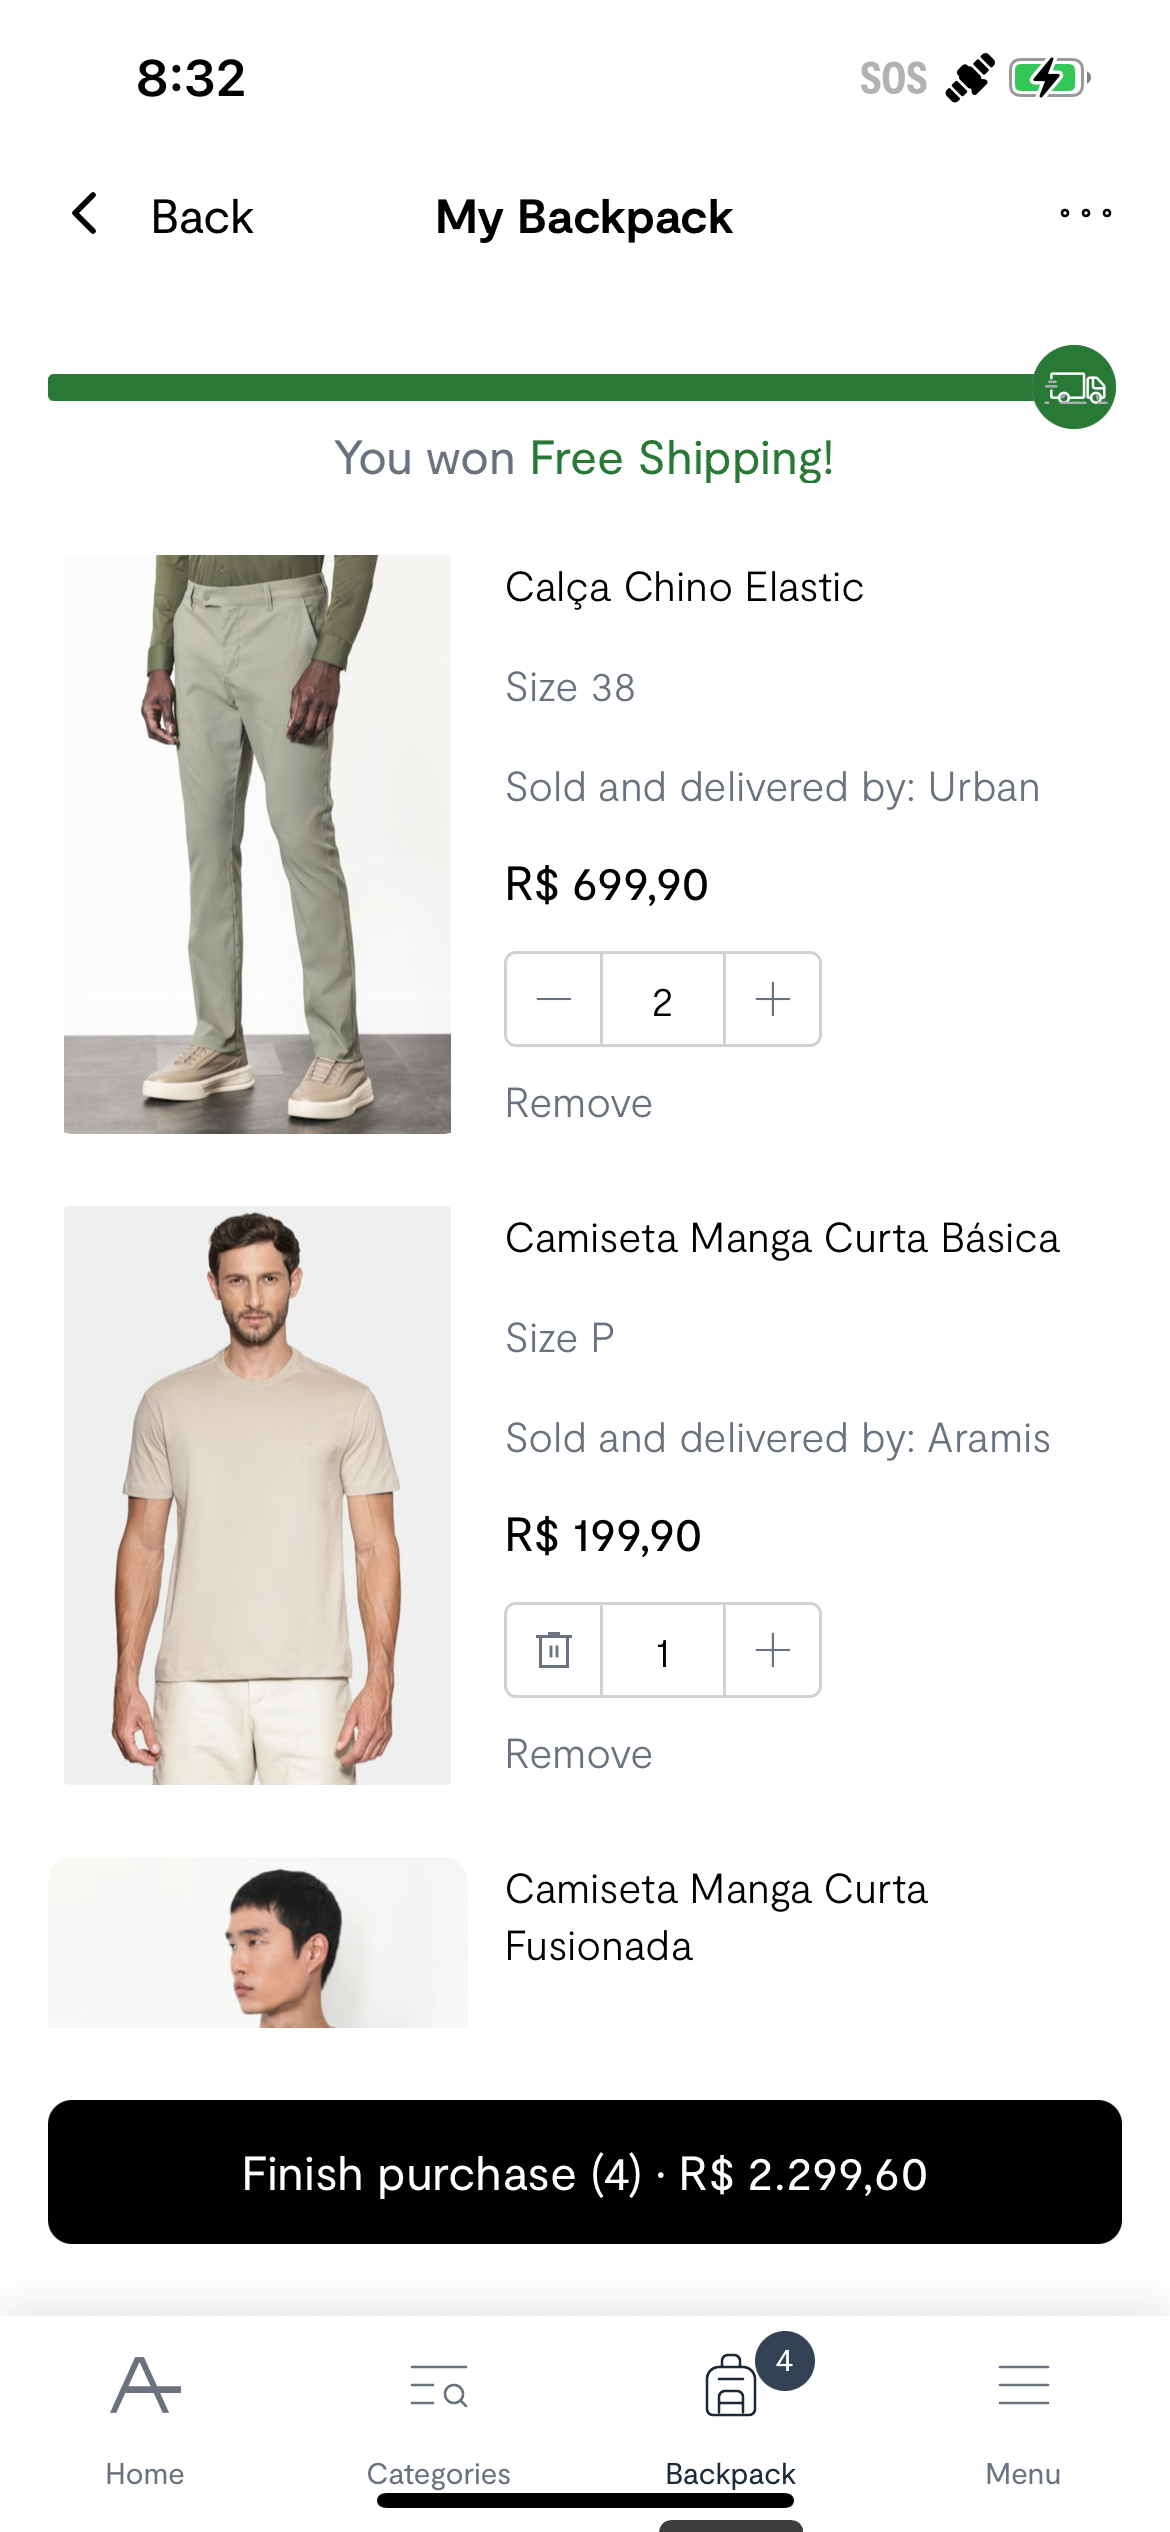 8:32
SOS
Back
My Backpack
You won Free Shipping!
Calça Chino Elastic
Size 38
Sold and delivered by: Urban
R$ 699,90
2
Remove
Camiseta Manga Curta Básica
Size P
Sold and delivered by: Aramis
R$ 199,90
1
Remove
Camiseta Manga Curta
Fusionada
Finish purchase (4) · R$ 2.299,60
4
Home
Categories
Backpack
Menu